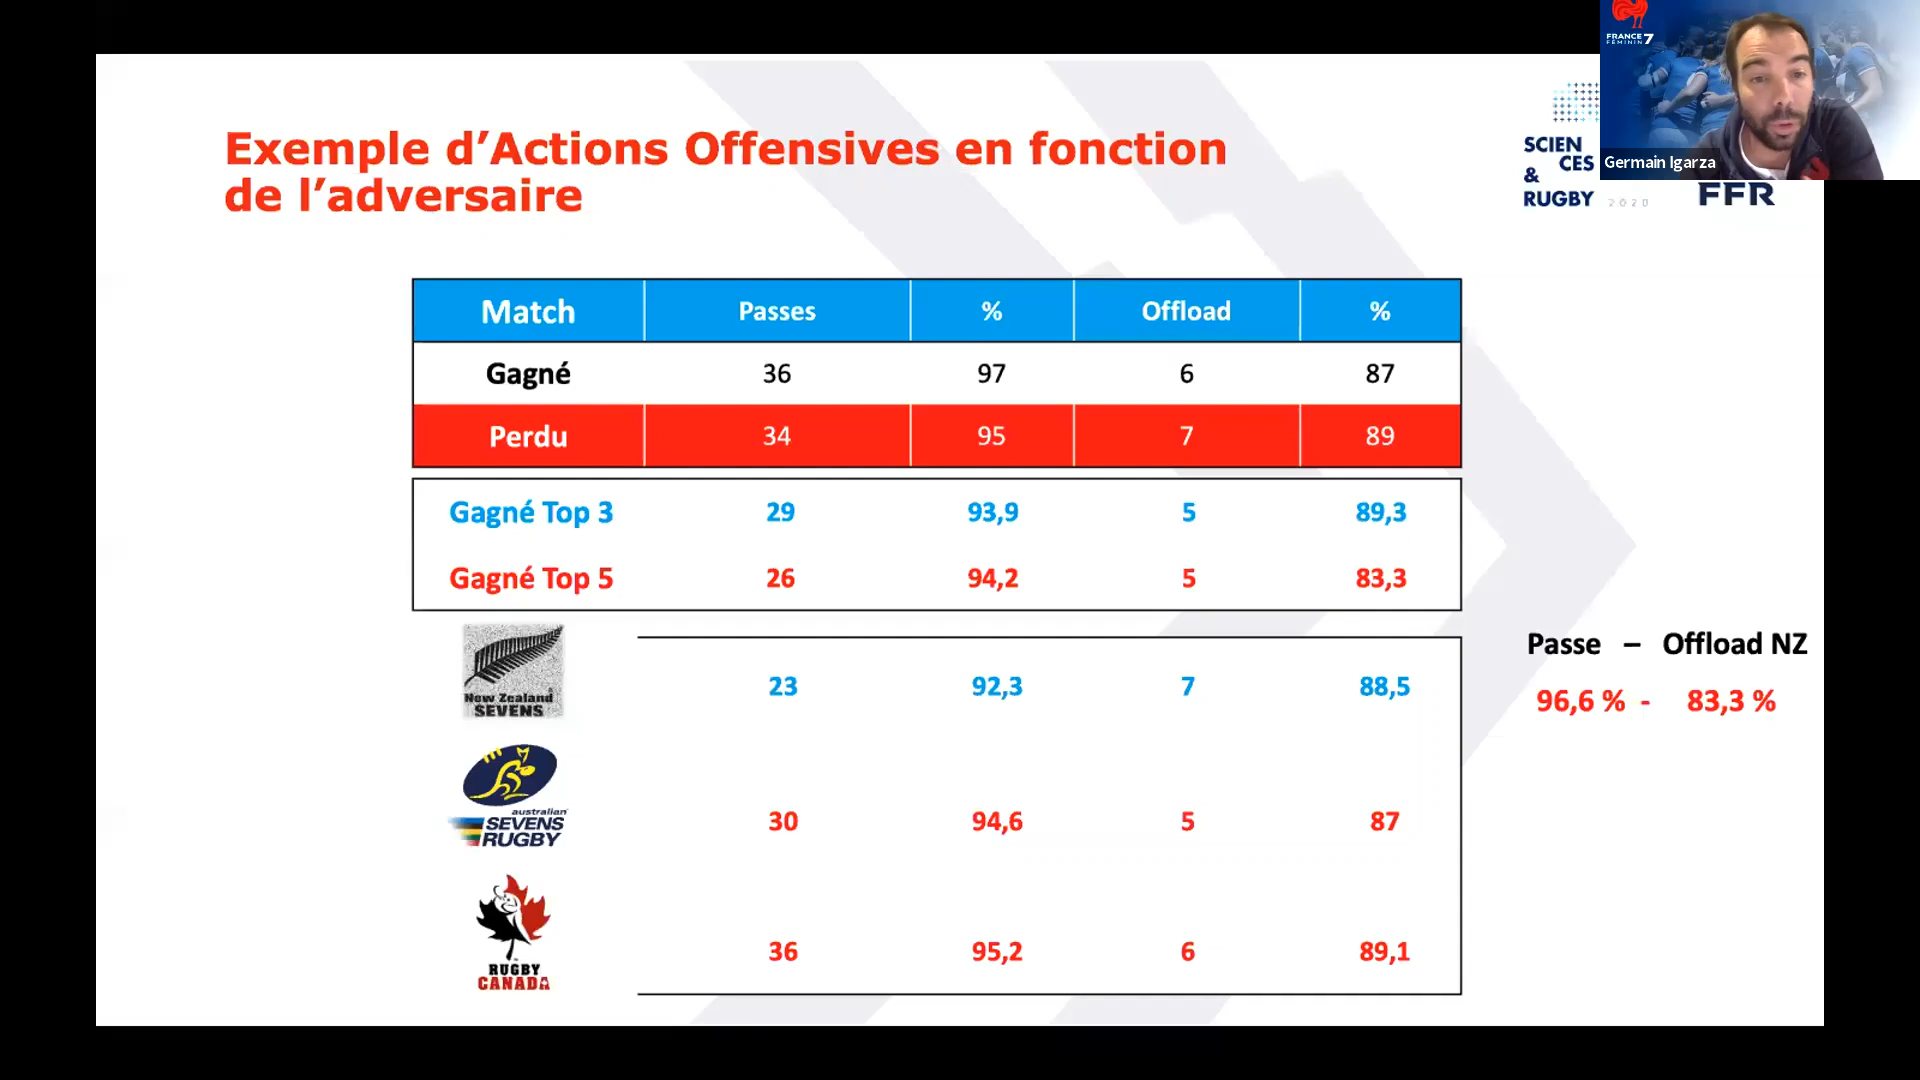 FRANCE 7
FÉMININ
Germain Igarza
Exemple d’Actions Offensives en fonction
de l’adversaire
SCIEN
CES
&
RUGBY 2020
FFR
Match Passes % Offload %
Gagné 36 97 6 87
Perdu 34 95 7 89
Gagné Top 3 29 93,9 5 89,3
Gagné Top 5 26 94,2 5 83,3
Passe – Offload NZ
New Zealand
SEVENS
23 92,3 7 88,5
96,6 % - 83,3 %
australian
SEVENS
RUGBY
30 94,6 5 87
36 95,2 6 89,1
RUGBY
CANADA